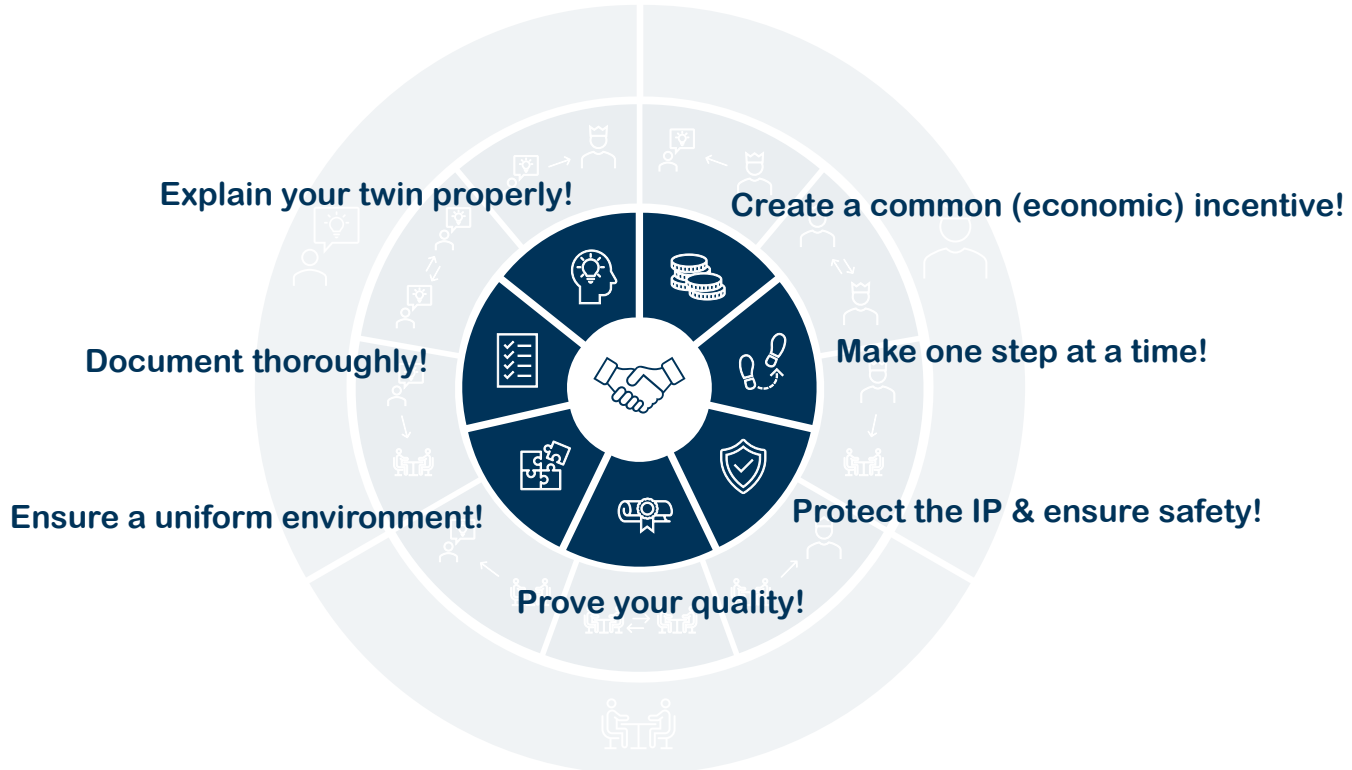 Explain your twin properly!
Create a common (economic) incentive!
Document thoroughly!
Make one step at a time!
Ensure a uniform environment!
Protect the IP & ensure safety!
Prove your quality!